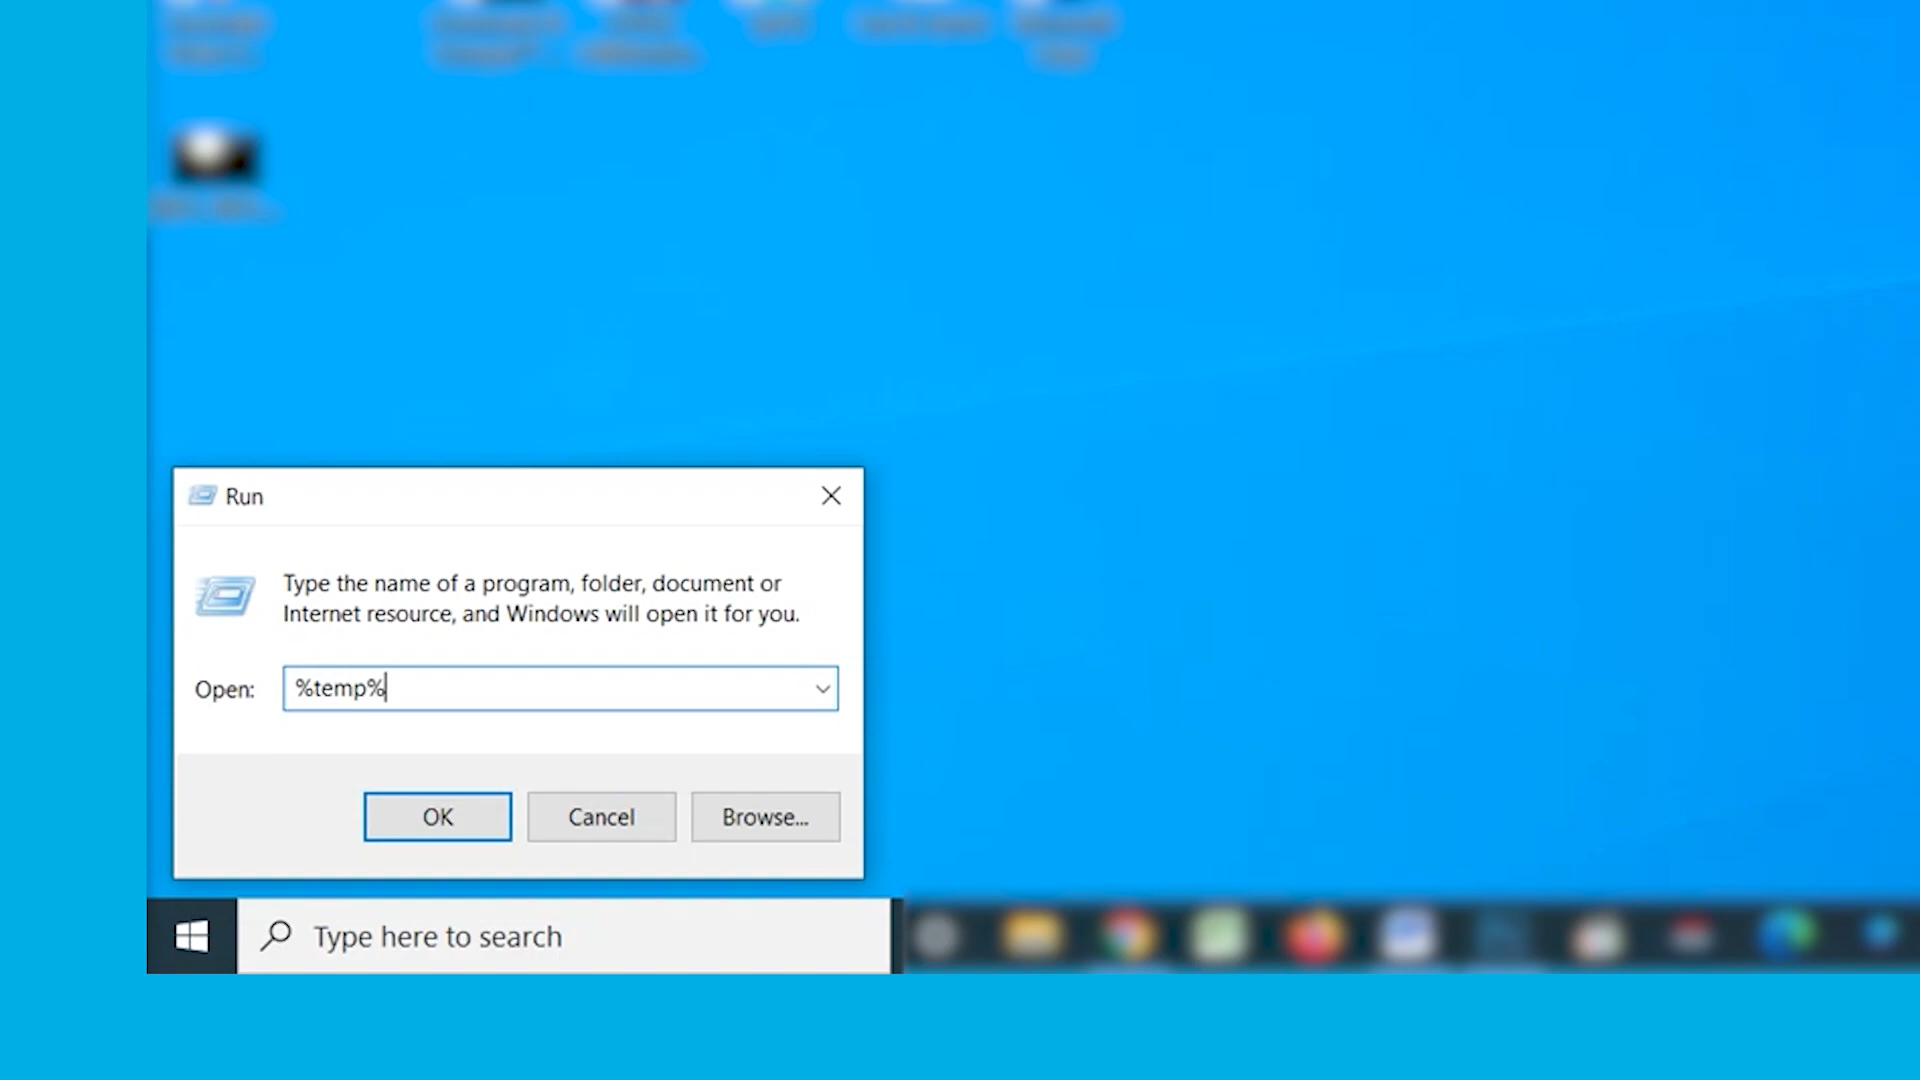 Run
Type the name of a program, folder, document or
Internet resource, and Windows will open it for you.
Open:
%temp%
OK
Cancel
Browse...
Type here to search